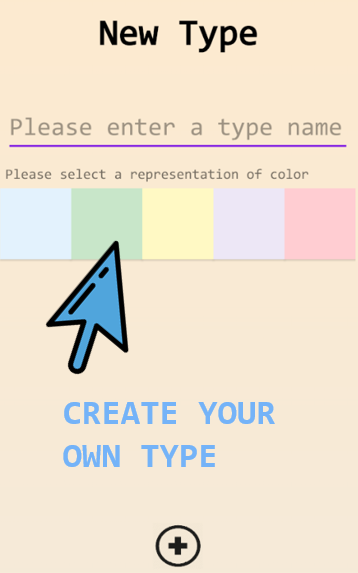 New Type
Please enter a type name
Please select a representation of color
CREATE YOUR
OWN TYPE